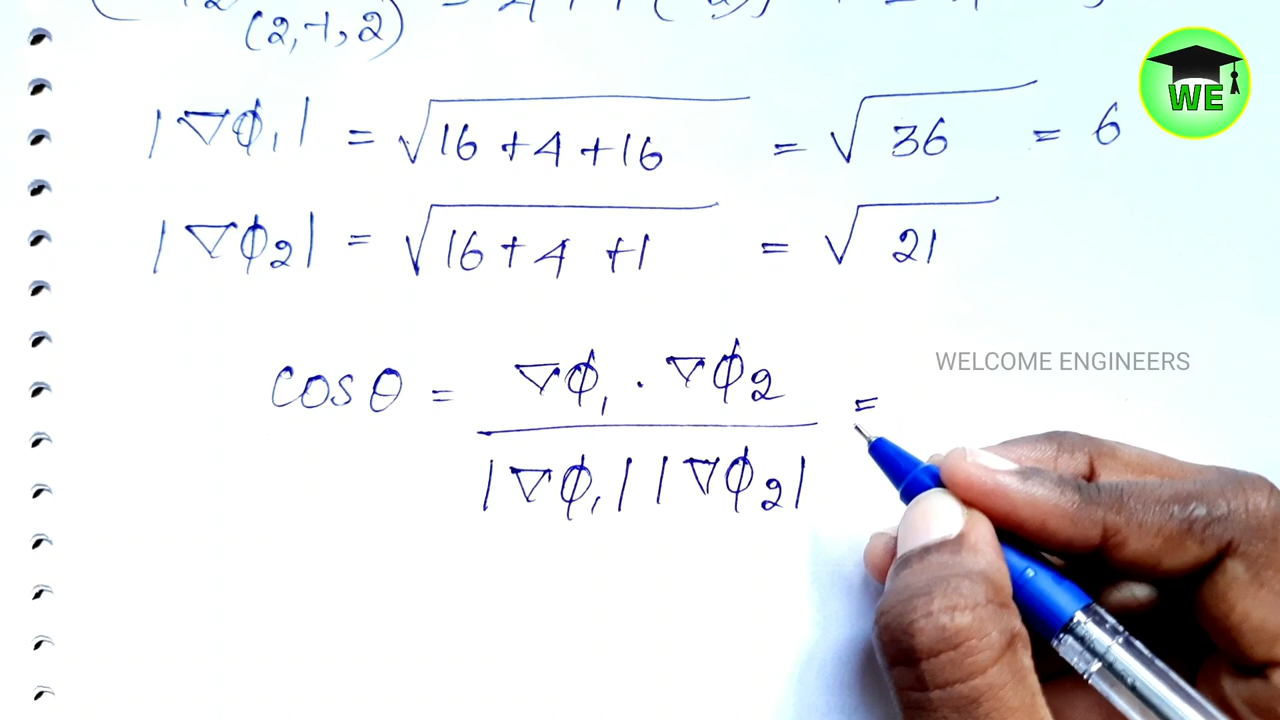 (2,-1,2)
WE
|∇ϕ₁| = √16 + 4 + 16 = √36 = 6
|∇ϕ₂| = √16 + 4 + 1 = √21
WELCOME ENGINEERS
cos θ = ∇ϕ₁ . ∇ϕ₂ =
|∇ϕ₁| |∇ϕ₂|